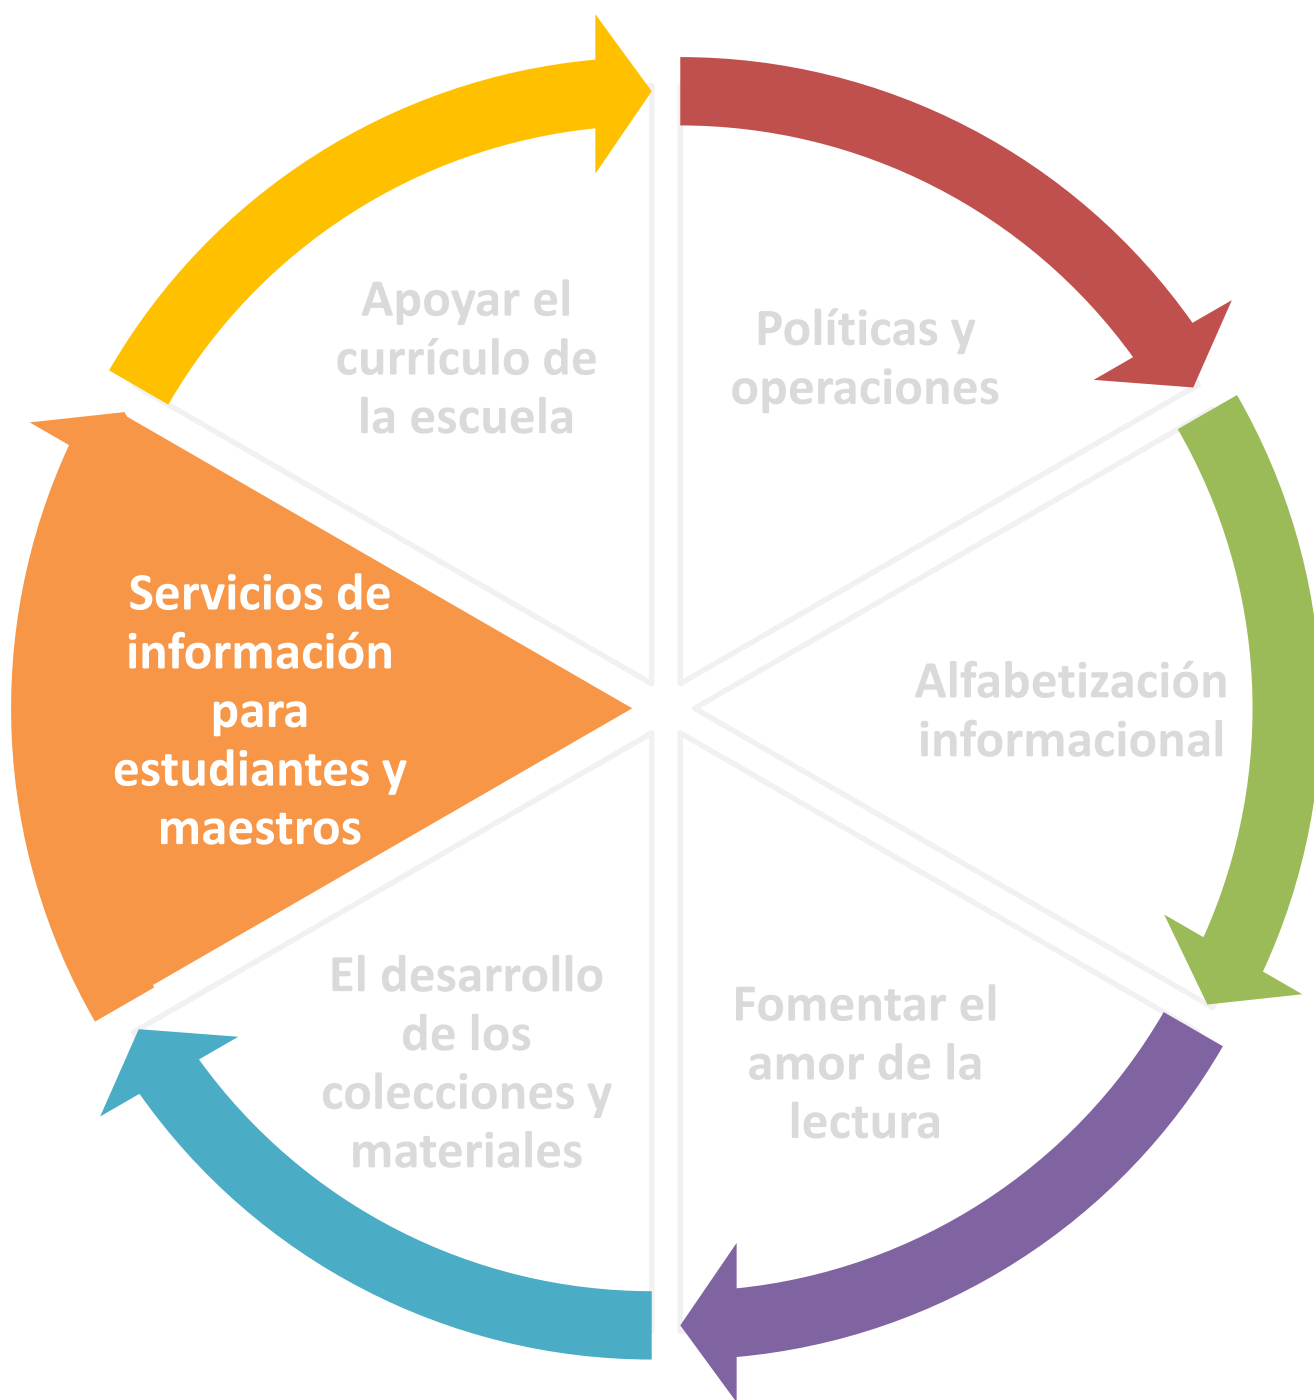 Apoyar el
currículo de
la escuela
Políticas y
operaciones
Servicios de
información
para
estudiantes y
maestros
Alfabetización
informacional
El desarrollo
de los
colecciones y
materiales
Fomentar el
amor de la
lectura